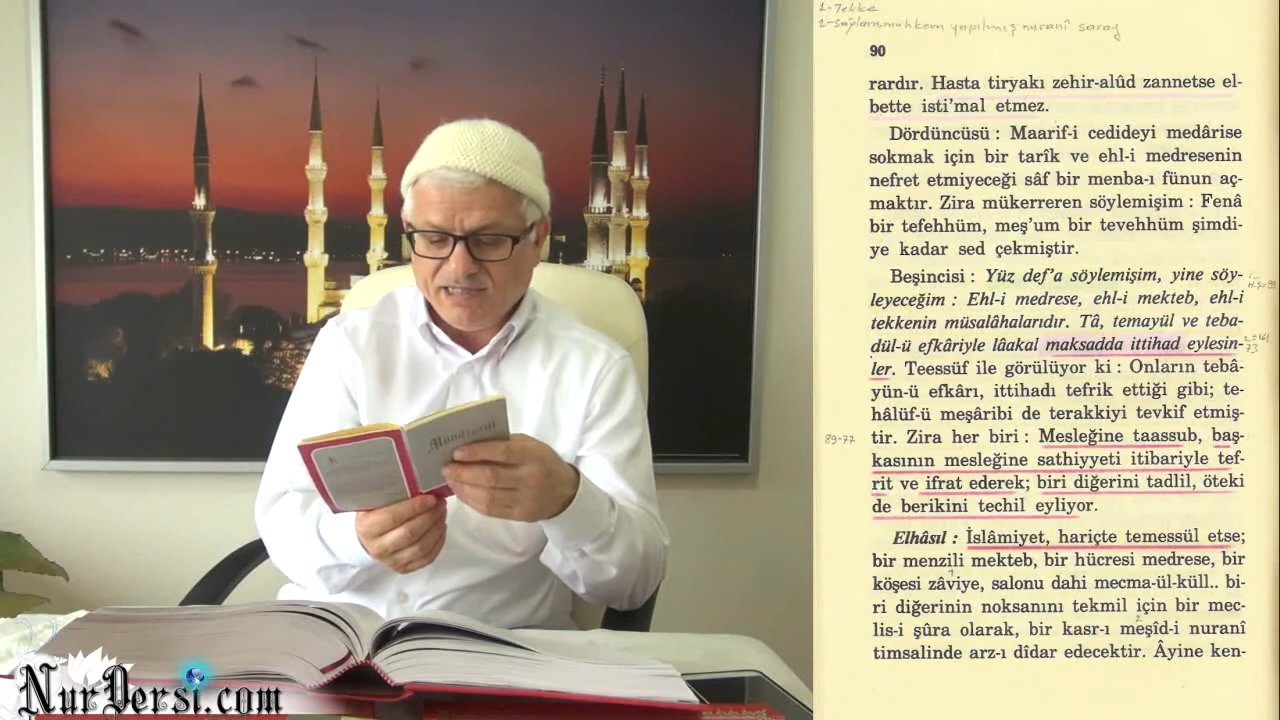 1-Tekke
2-sağlam, muhkem yapılmış nuranî saray
90
rardır. Hasta tiryakı zehir-alûd zannetse el-
bette isti'mal etmez.
Dördüncüsü : Maarif-i cedideyi medârise
sokmak için bir tarîk ve ehl-i medresenin
nefret etmiyeceği sâf bir menba-ı fünun aç-
maktır. Zira mükerreren söylemişim : Fenâ
bir tefehhüm, meş'um bir tevehhüm şimdi-
ye kadar sed çekmiştir.
Beşincisi : Yüz def'a söylemişim, yine söy-
leyeceğim : Ehl-i medrese, ehl-i mekteb, ehl-i
tekkenin müsalâhalarıdır. Tâ, temayül ve teba-
dül-ü efkâriyle lâakal maksadda ittihad eylesin-
ler. Teessüf ile görülüyor ki : Onların tebâ-
yün-ü efkârı, ittihadı tefrik ettiği gibi; te-
hâlüf-ü meşâribi de terakkiyi tevkif etmiş-
tir. Zira her biri : Mesleğine taassub, baş-
89-77
kasının mesleğine sathiyyeti itibariyle tef-
rit ve ifrat ederek; biri diğerini tadlil, öteki
de berikini techil eyliyor.
Elhâsıl : İslâmiyet, hariçte temessül etse;
bir menzili mekteb, bir hücresi medrese, bir
köşesi zâviye, salonu dahi mecma-ül-küll.. bi-
ri diğerinin noksanını tekmil için bir mec-
lis-i şûra olarak, bir kasr-ı meşîd-i nuranî
timsalinde arz-ı dîdar edecektir. Âyine ken-
Münâzarat
NurDersi.com